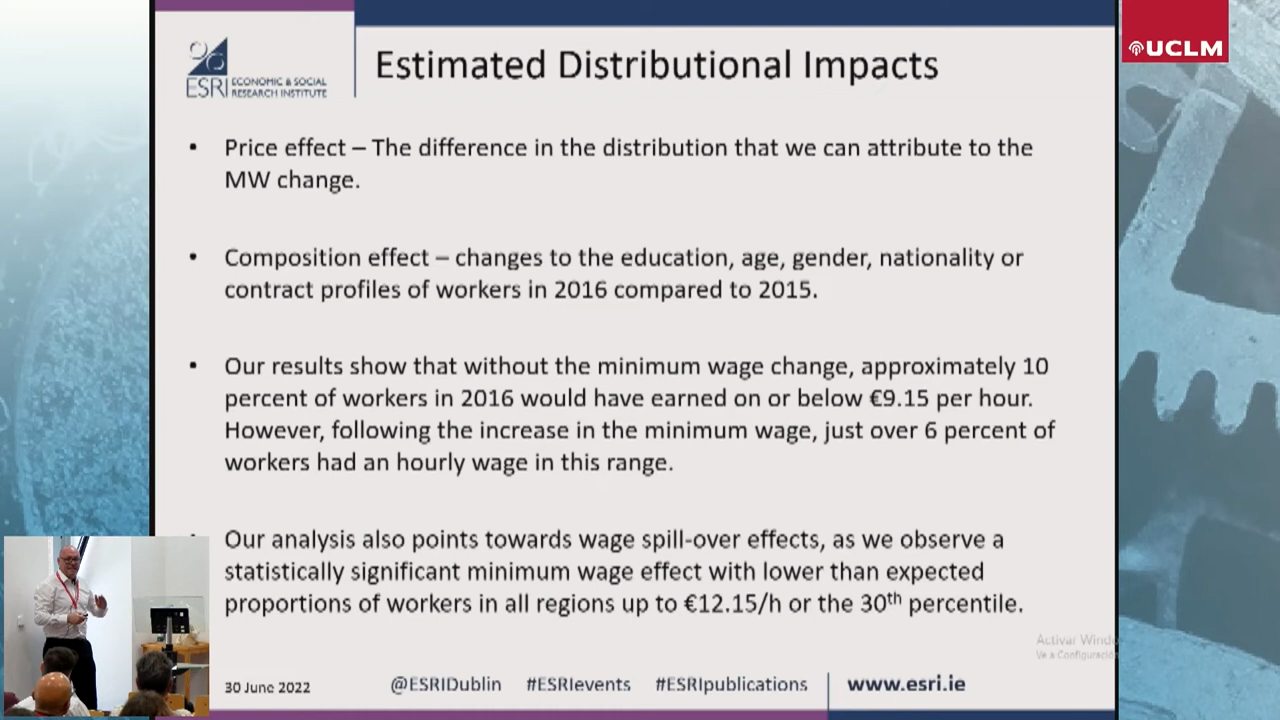 UCLM
ESRI
ECONOMIC & SOCIAL
RESEARCH INSTITUTE
Estimated Distributional Impacts
• Price effect – The difference in the distribution that we can attribute to the
MW change.
• Composition effect – changes to the education, age, gender, nationality or
contract profiles of workers in 2016 compared to 2015.
• Our results show that without the minimum wage change, approximately 10
percent of workers in 2016 would have earned on or below €9.15 per hour.
However, following the increase in the minimum wage, just over 6 percent of
workers had an hourly wage in this range.
Our analysis also points towards wage spill-over effects, as we observe a
statistically significant minimum wage effect with lower than expected
proportions of workers in all regions up to €12.15/h or the 30th percentile.
Activar Windo
Ve a Configuración
30 June 2022
@ESRIDublin #ESRIevents #ESRIpublications
www.esri.ie